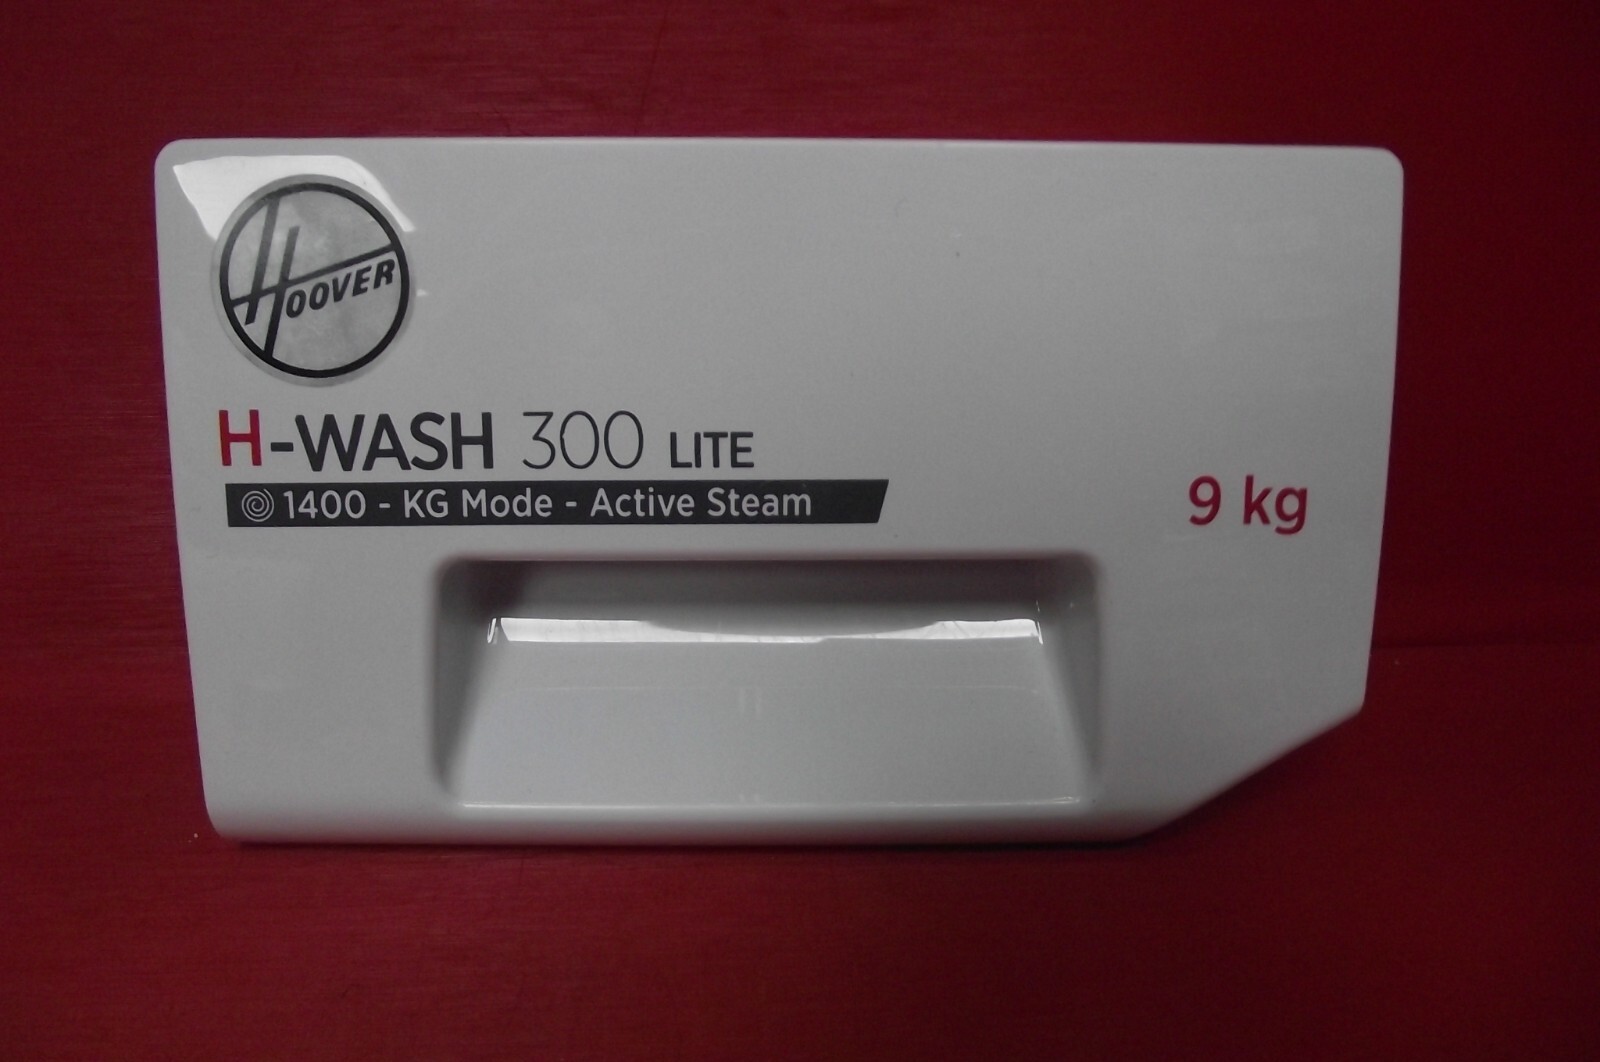 HOOVER
H-WASH 300 LITE
1400 - KG Mode - Active Steam
9 kg